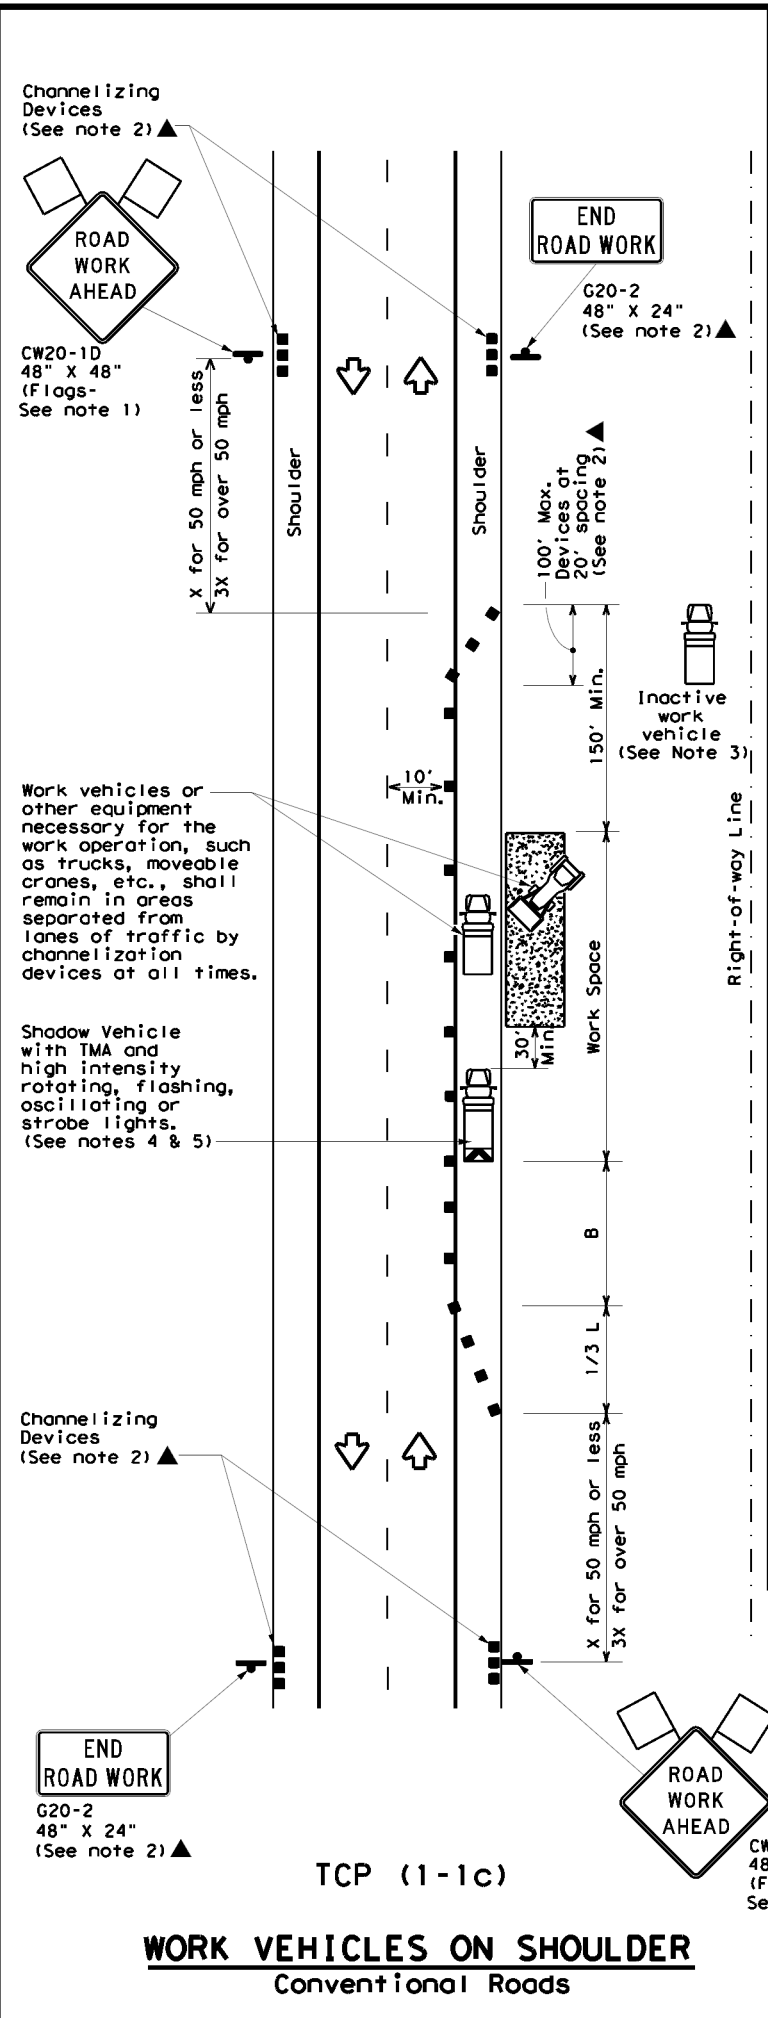 Channelizing
Devices
(See note 2)▲
ROAD
WORK
AHEAD
CW20-1D
48" X 48"
(Flags-
See note 1)
END
ROAD WORK
G20-2
48" X 24"
(See note 2)▲
X for 50 mph or less
3X for over 50 mph
Shoulder
Shoulder
100' Max.
Devices at
20' spacing
(See note 2)▲
150' Min.
Inactive
work
vehicle
(See Note 3)
10'
Min.
Work vehicles or
other equipment
necessary for the
work operation, such
as trucks, moveable
cranes, etc., shall
remain in areas
separated from
lanes of traffic by
channelization
devices at all times.
Right-of-way Line
Work Space
30'
Min.
Shadow Vehicle
with TMA and
high intensity
rotating, flashing,
oscillating or
strobe lights.
(See notes 4 & 5)
B
1/3 L
Channelizing
Devices
(See note 2)▲
X for 50 mph or less
3X for over 50 mph
END
ROAD WORK
G20-2
48" X 24"
(See note 2)▲
ROAD
WORK
AHEAD
CW
48
(F
Se
TCP (1-1c)
WORK VEHICLES ON SHOULDER
Conventional Roads